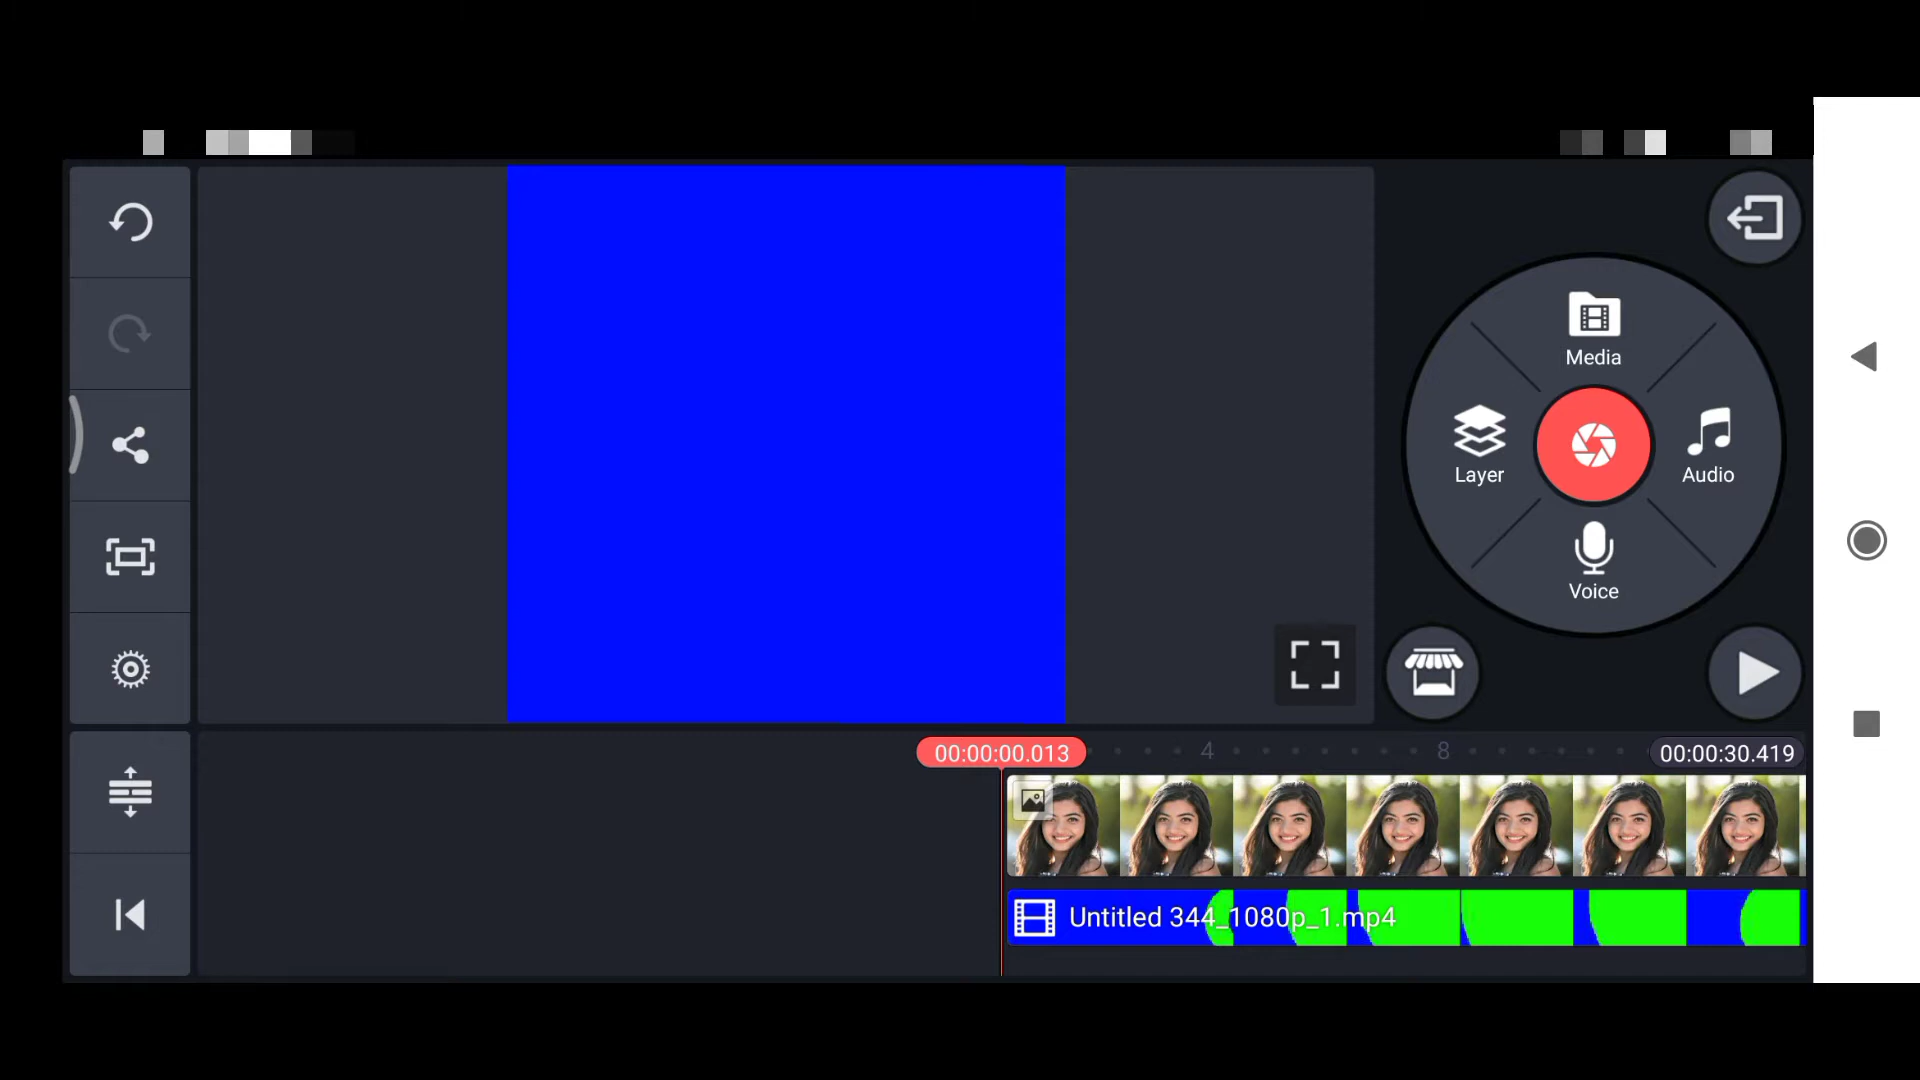 Media
Layer
Audio
Voice
00:00:00.013
4
8
00:00:30.419
Untitled 344_1080p_1.mp4